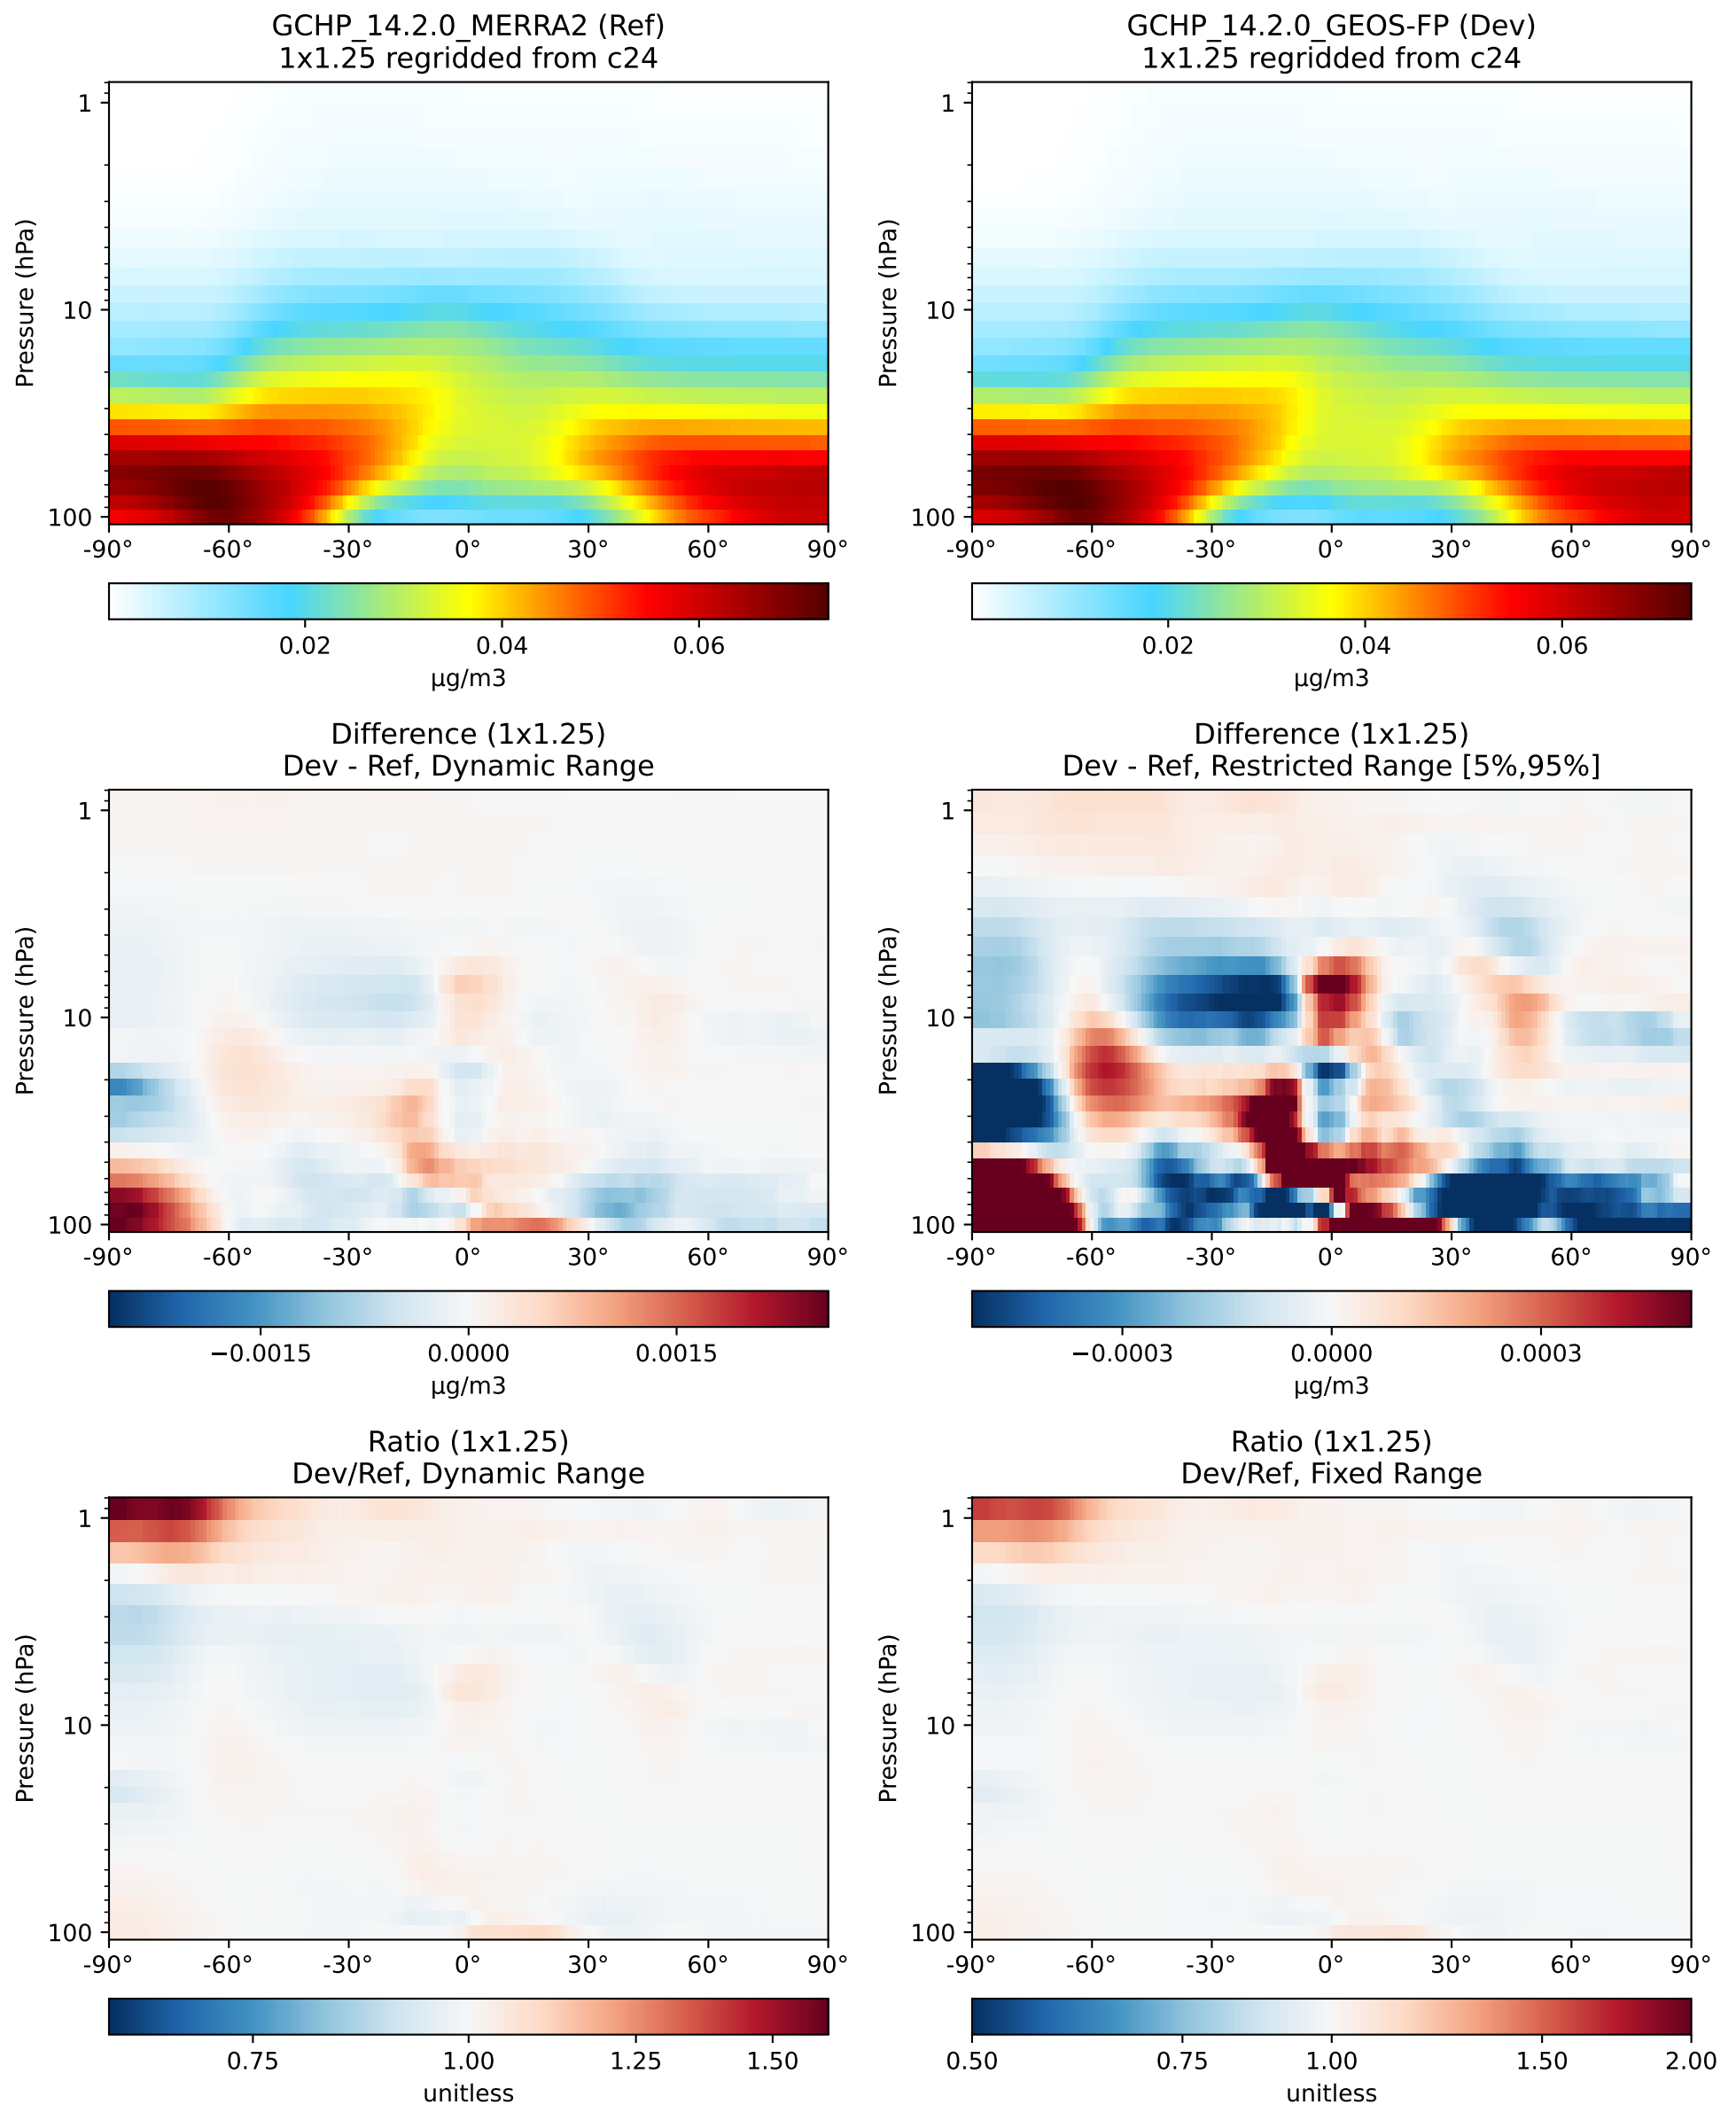 GCHP_14.2.0_MERRA2 (Ref)
1x1.25 regridded from c24
Pressure (hPa)
1
10
100
-90° -60° -30° 0° 30° 60° 90°
0.02 0.04 0.06
µg/m3
GCHP_14.2.0_GEOS-FP (Dev)
1x1.25 regridded from c24
Pressure (hPa)
1
10
100
-90° -60° -30° 0° 30° 60° 90°
0.02 0.04 0.06
µg/m3
Difference (1x1.25)
Dev - Ref, Dynamic Range
Pressure (hPa)
1
10
100
-90° -60° -30° 0° 30° 60° 90°
−0.0015 0.0000 0.0015
µg/m3
Difference (1x1.25)
Dev - Ref, Restricted Range [5%,95%]
Pressure (hPa)
1
10
100
-90° -60° -30° 0° 30° 60° 90°
−0.0003 0.0000 0.0003
µg/m3
Ratio (1x1.25)
Dev/Ref, Dynamic Range
Pressure (hPa)
1
10
100
-90° -60° -30° 0° 30° 60° 90°
0.75 1.00 1.25 1.50
unitless
Ratio (1x1.25)
Dev/Ref, Fixed Range
Pressure (hPa)
1
10
100
-90° -60° -30° 0° 30° 60° 90°
0.50 0.75 1.00 1.50 2.00
unitless